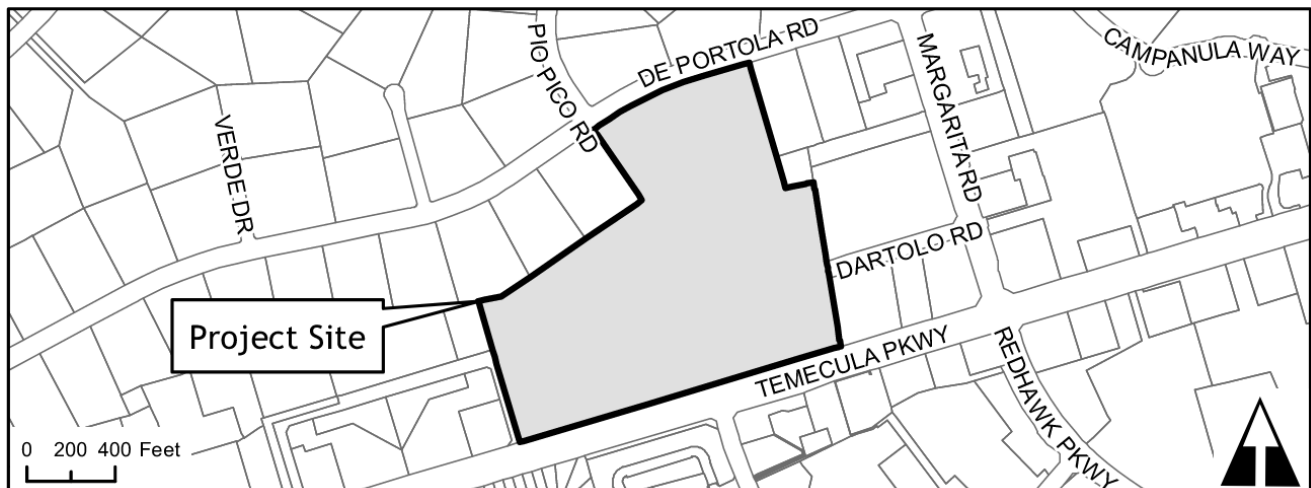 PIO PICO RD
DE PORTOLA RD
MARGARITA RD
CAMPANULA WAY
VERDE DR
DARTOLO RD
Project Site
TEMECULA PKWY
REDHAWK PKWY
0 200 400 Feet